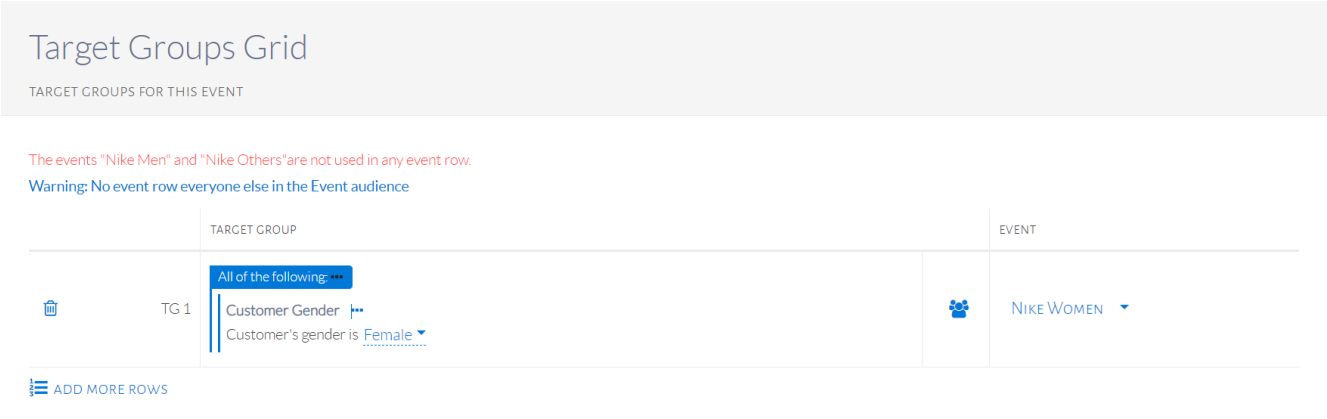 Target Groups Grid
TARGET GROUPS FOR THIS EVENT
The events "Nike Men" and "Nike Others"are not used in any event row.
Warning: No event row everyone else in the Event audience
TARGET GROUP EVENT
All of the following: •••
TG 1 Customer Gender ••• NIKE WOMEN
Customer's gender is Female
ADD MORE ROWS